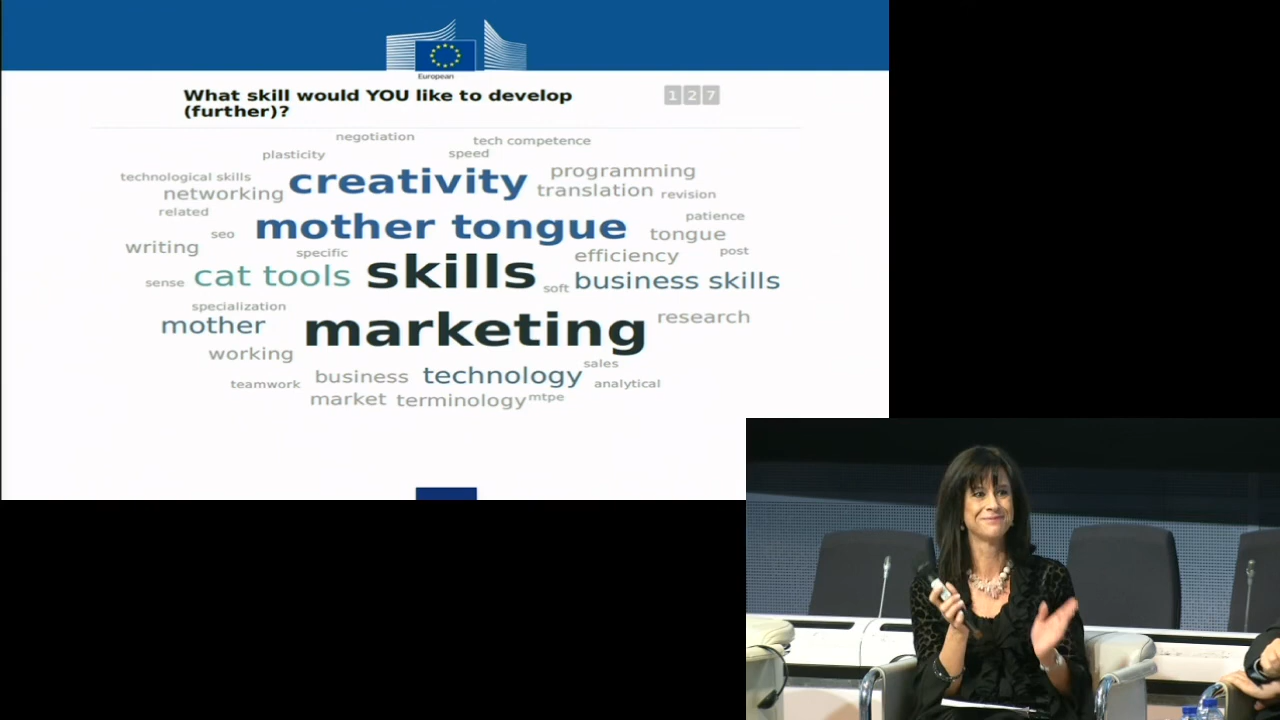 European
What skill would YOU like to develop
(further)?
1 2 7
negotiation
tech competence
plasticity
speed
programming
technological skills
networking
creativity
translation
revision
related
patience
seo
mother tongue
tongue
writing
specific
efficiency
post
sense
cat tools
skills
soft
business skills
specialization
mother
marketing
research
working
sales
teamwork
business
technology
analytical
market
terminology
mtpe